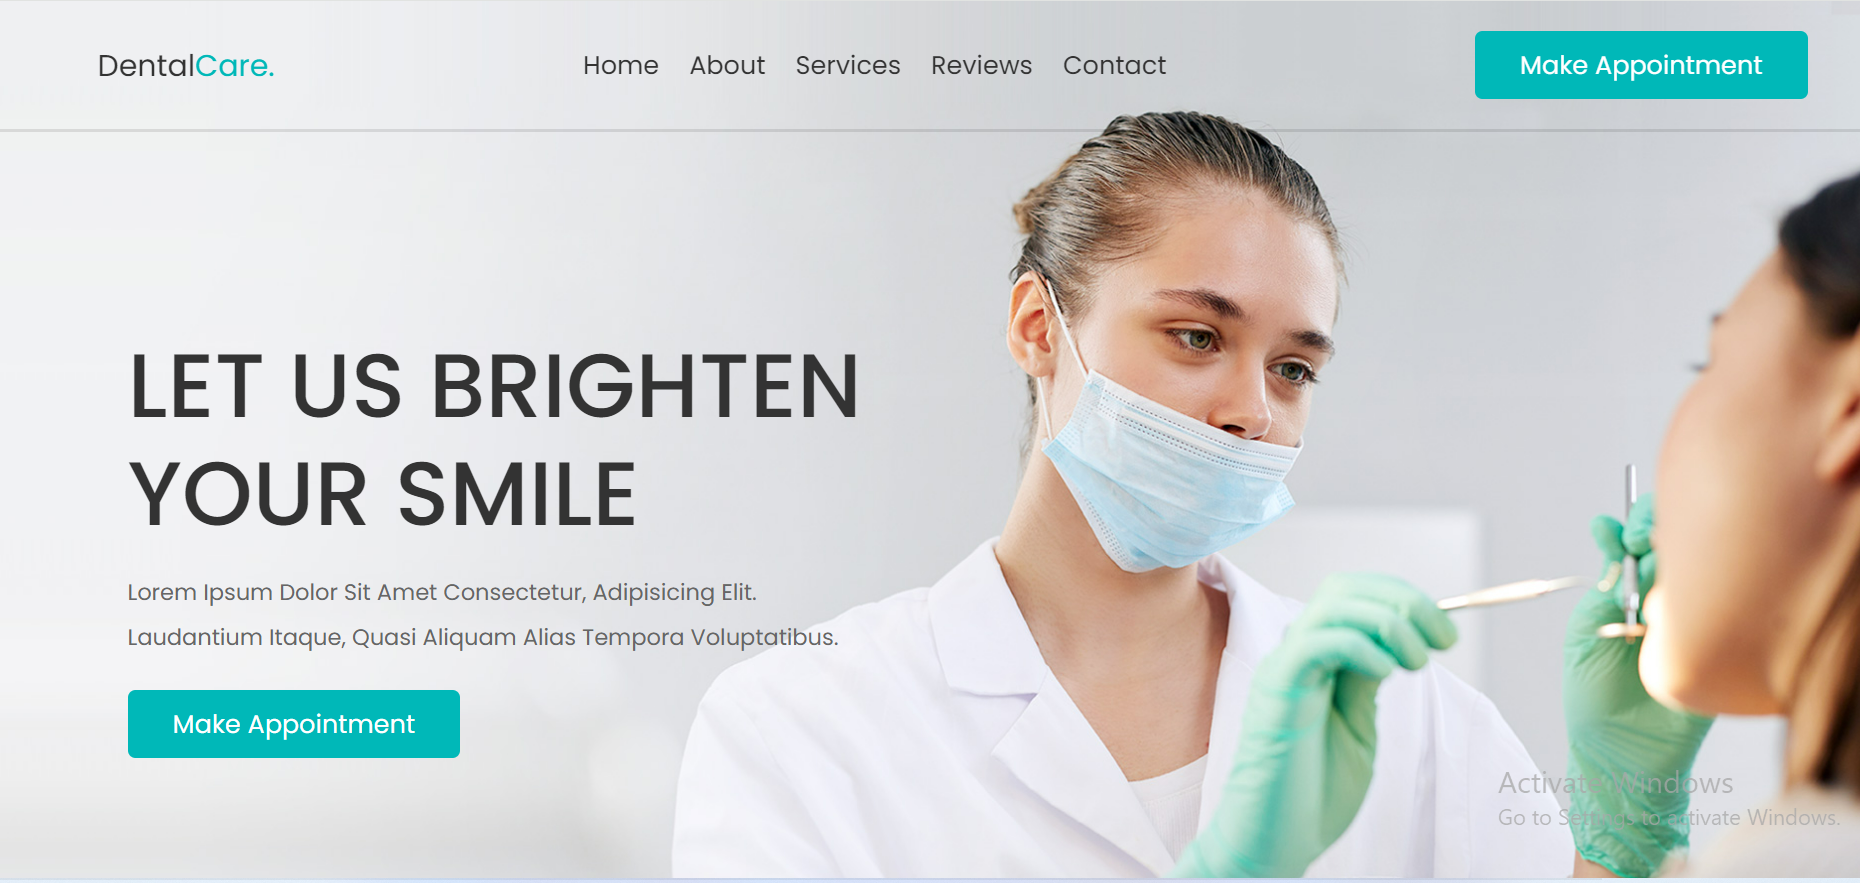 DentalCare.
Home About Services Reviews Contact
Make Appointment
LET US BRIGHTEN
YOUR SMILE
Lorem Ipsum Dolor Sit Amet Consectetur, Adipisicing Elit.
Laudantium Itaque, Quasi Aliquam Alias Tempora Voluptatibus.
Make Appointment
Activate Windows
Go to Settings to activate Windows.